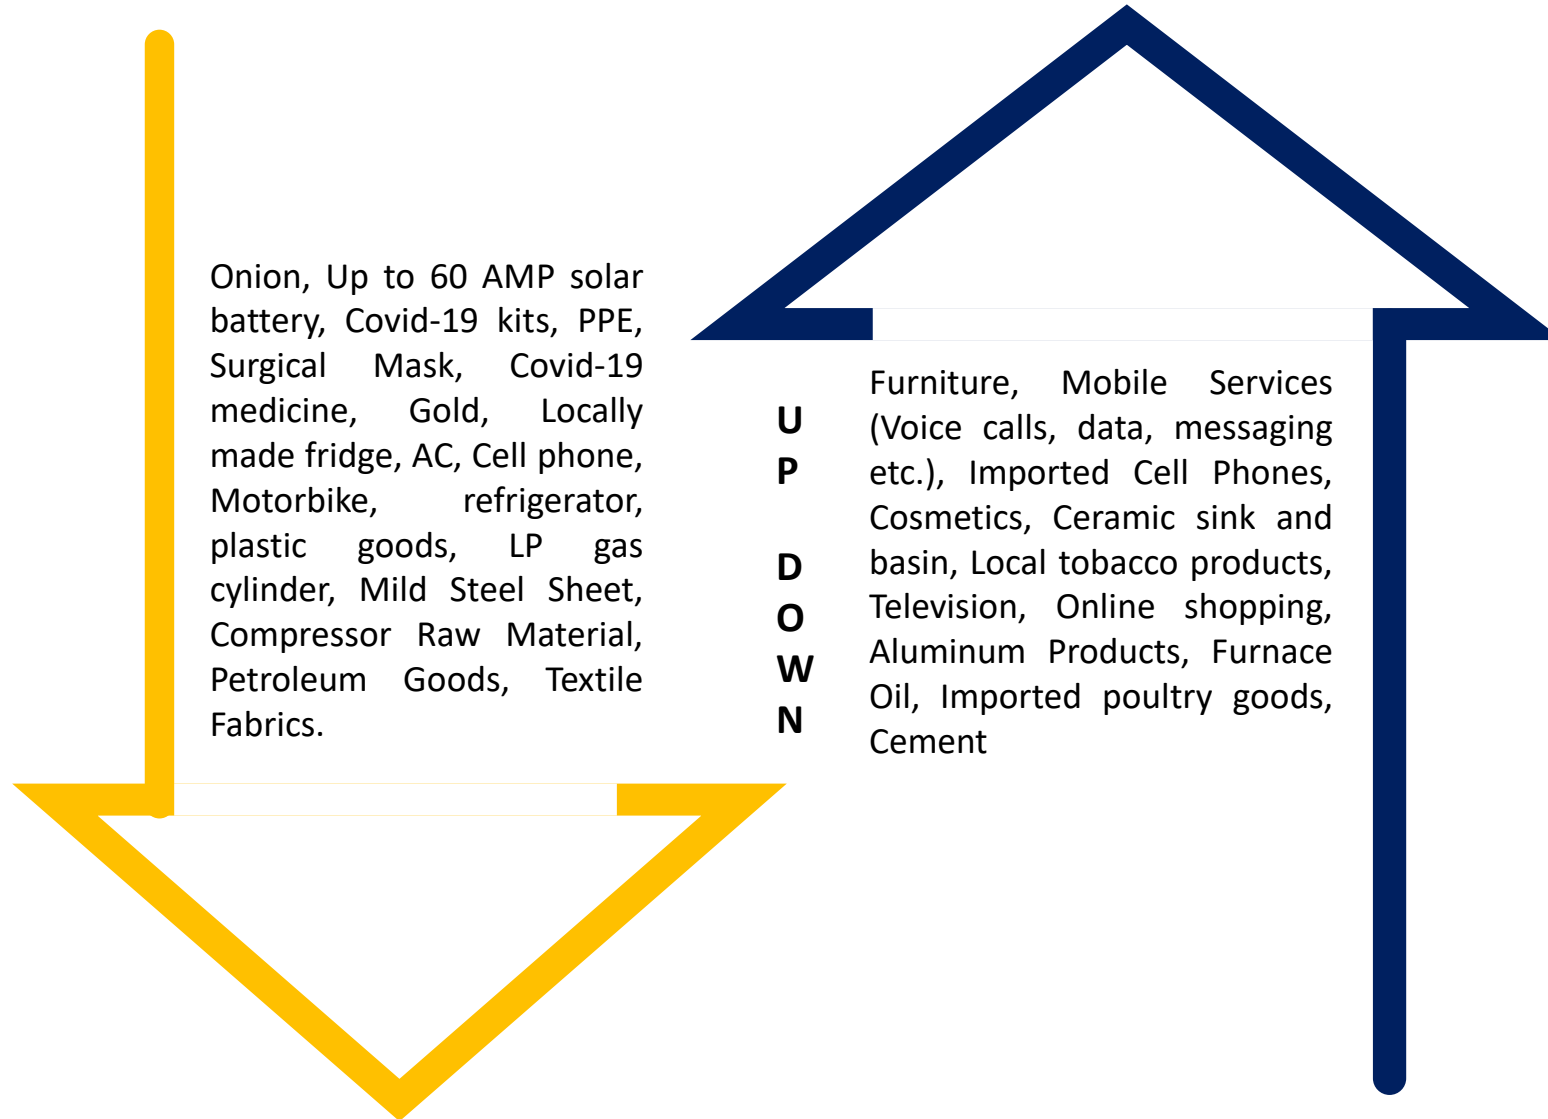 Onion, Up to 60 AMP solar
battery, Covid-19 kits, PPE,
Surgical Mask, Covid-19
medicine, Gold, Locally
made fridge, AC, Cell phone,
Motorbike, refrigerator,
plastic goods, LP gas
cylinder, Mild Steel Sheet,
Compressor Raw Material,
Petroleum Goods, Textile
Fabrics.
U
P
D
O
W
N
Furniture, Mobile Services
(Voice calls, data, messaging
etc.), Imported Cell Phones,
Cosmetics, Ceramic sink and
basin, Local tobacco products,
Television, Online shopping,
Aluminum Products, Furnace
Oil, Imported poultry goods,
Cement